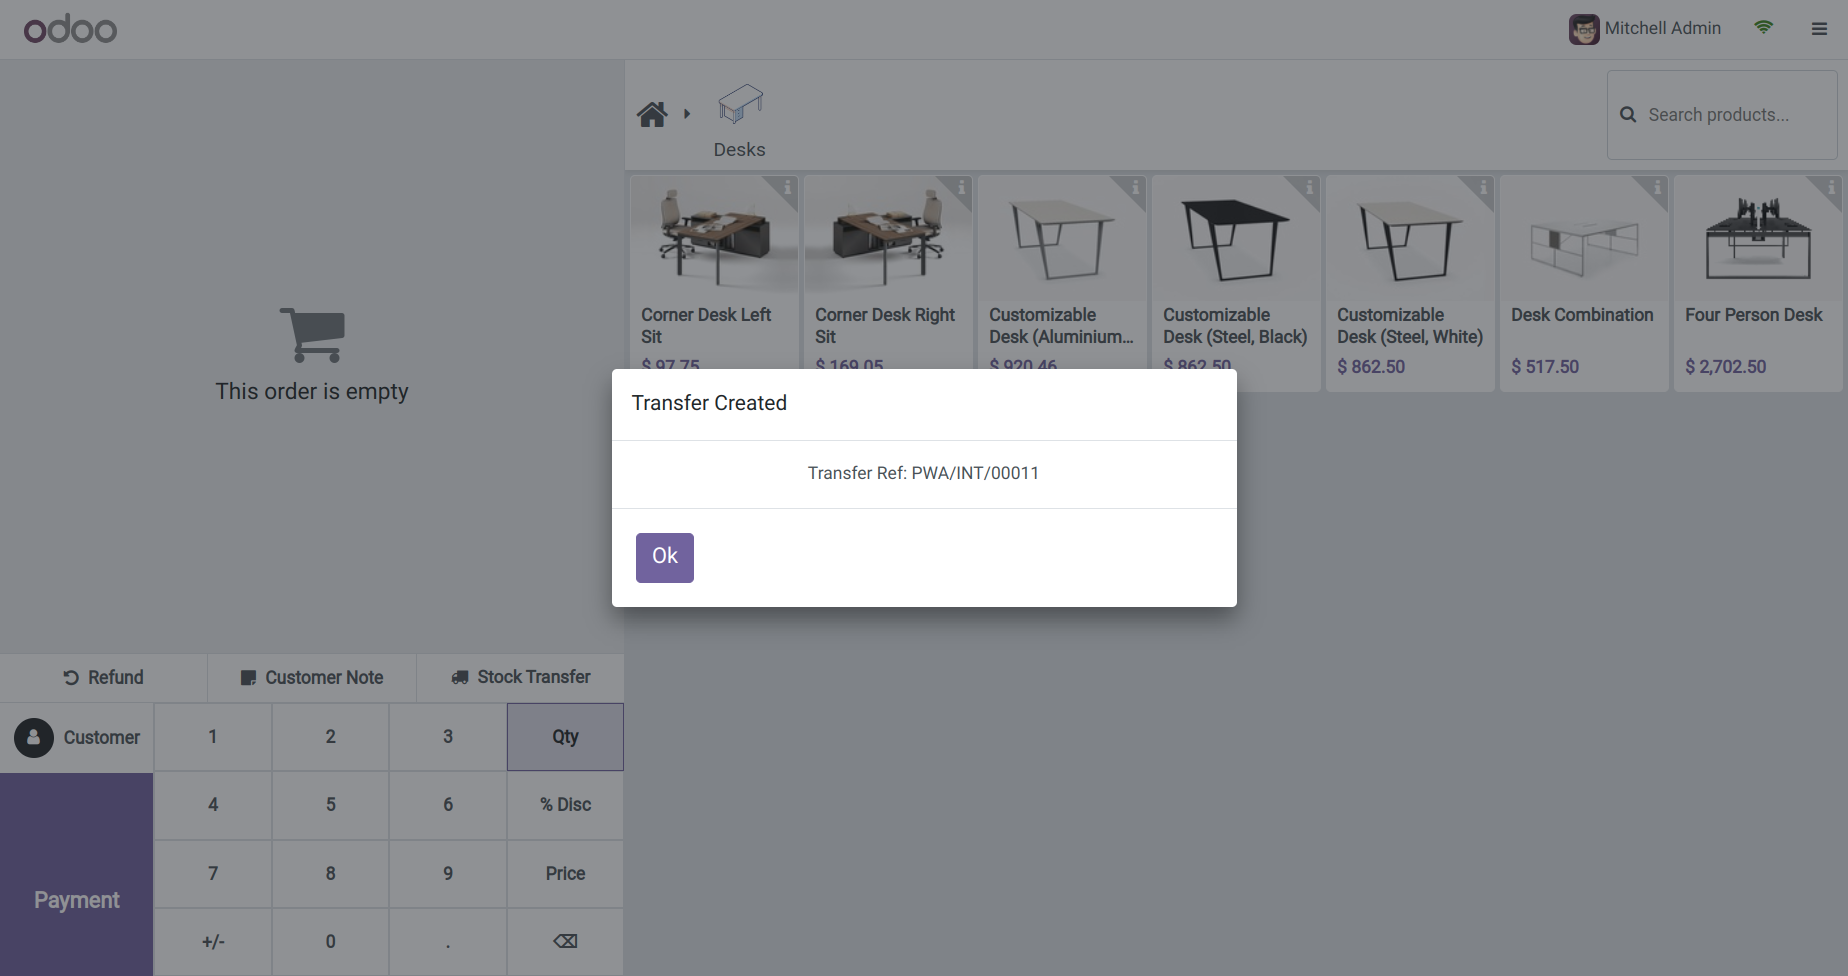 odoo
Mitchell Admin
Desks
Search products...
Corner Desk Left
Sit
$ 97.75
Corner Desk Right
Sit
$ 169.05
Customizable
Desk (Aluminium...
$ 920.46
Customizable
Desk (Steel, Black)
$ 862.50
Customizable
Desk (Steel, White)
$ 862.50
Desk Combination
$ 517.50
Four Person Desk
$ 2,702.50
This order is empty
Transfer Created
Transfer Ref: PWA/INT/00011
Ok
Refund
Customer Note
Stock Transfer
Customer
1
2
3
Qty
4
5
6
% Disc
7
8
9
Price
Payment
+/-
0
.